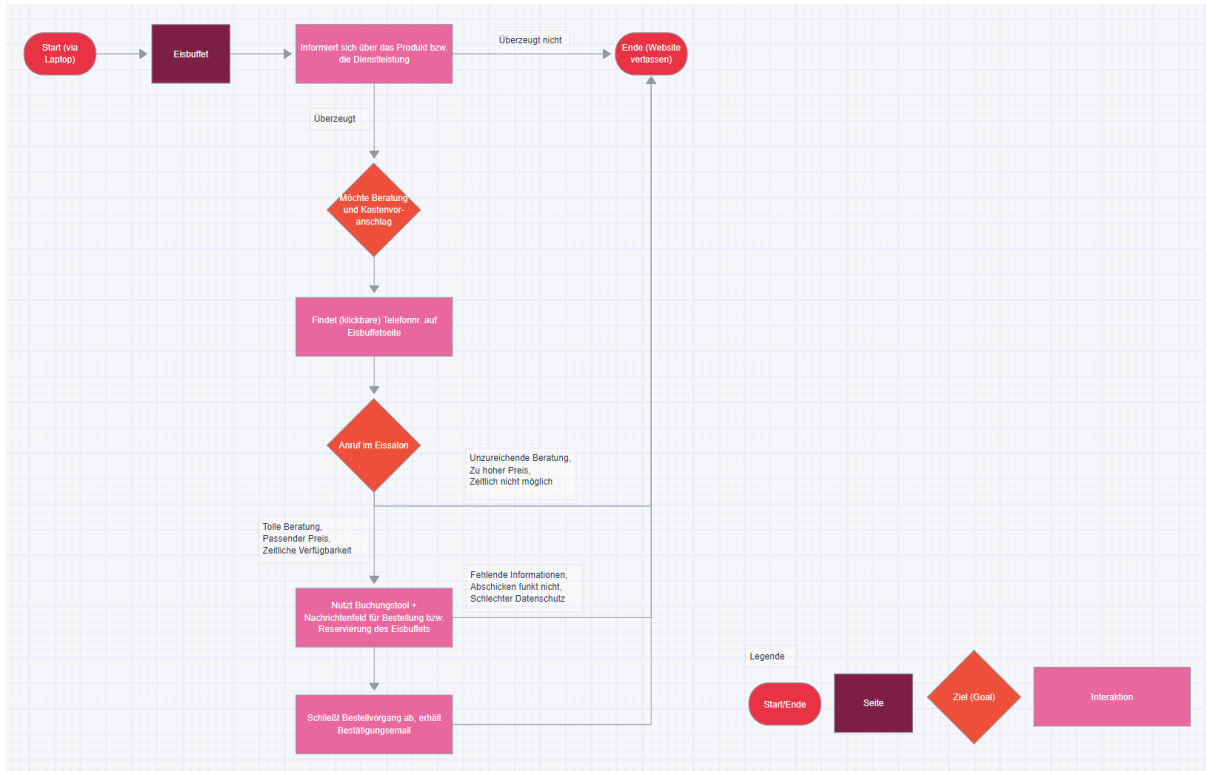 Start (via
Laptop)
Eisbuffet
Informiert sich über das Produkt bzw.
die Dienstleistung
Überzeugt nicht
Ende (Website
verlassen)
Überzeugt
Möchte Beratung
und Kostenvor-
anschlag
Findet (klickbare) Telefonnr. auf
Eisbuffetseite
Anruf im Eissalon
Unzureichende Beratung,
Zu hoher Preis,
Zeitlich nicht möglich
Tolle Beratung,
Passender Preis,
Zeitliche Verfügbarkeit
Fehlende Informationen,
Abschicken funkt nicht,
Schlechter Datenschutz
Nutzt Buchungstool +
Nachrichtenfeld für Bestellung bzw.
Reservierung des Eisbuffets
Schließt Bestellvorgang ab, erhält
Bestätigungsemail
Legende
Start/Ende
Seite
Ziel (Goal)
Interaktion